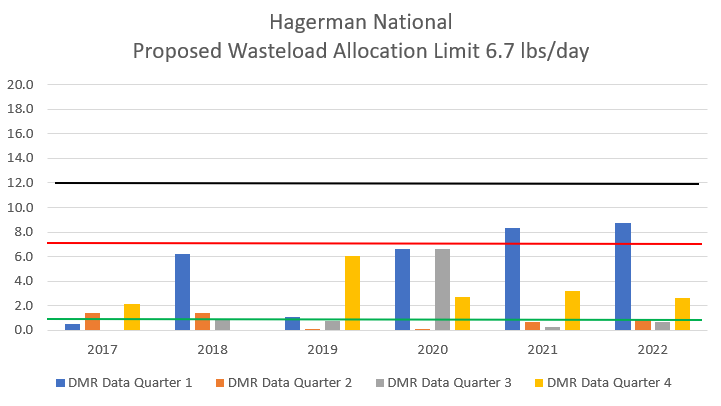 Hagerman National
Proposed Wasteload Allocation Limit 6.7 lbs/day
20.0
18.0
16.0
14.0
12.0
10.0
8.0
6.0
4.0
2.0
0.0
2017 2018 2019 2020 2021 2022
DMR Data Quarter 1 DMR Data Quarter 2 DMR Data Quarter 3 DMR Data Quarter 4